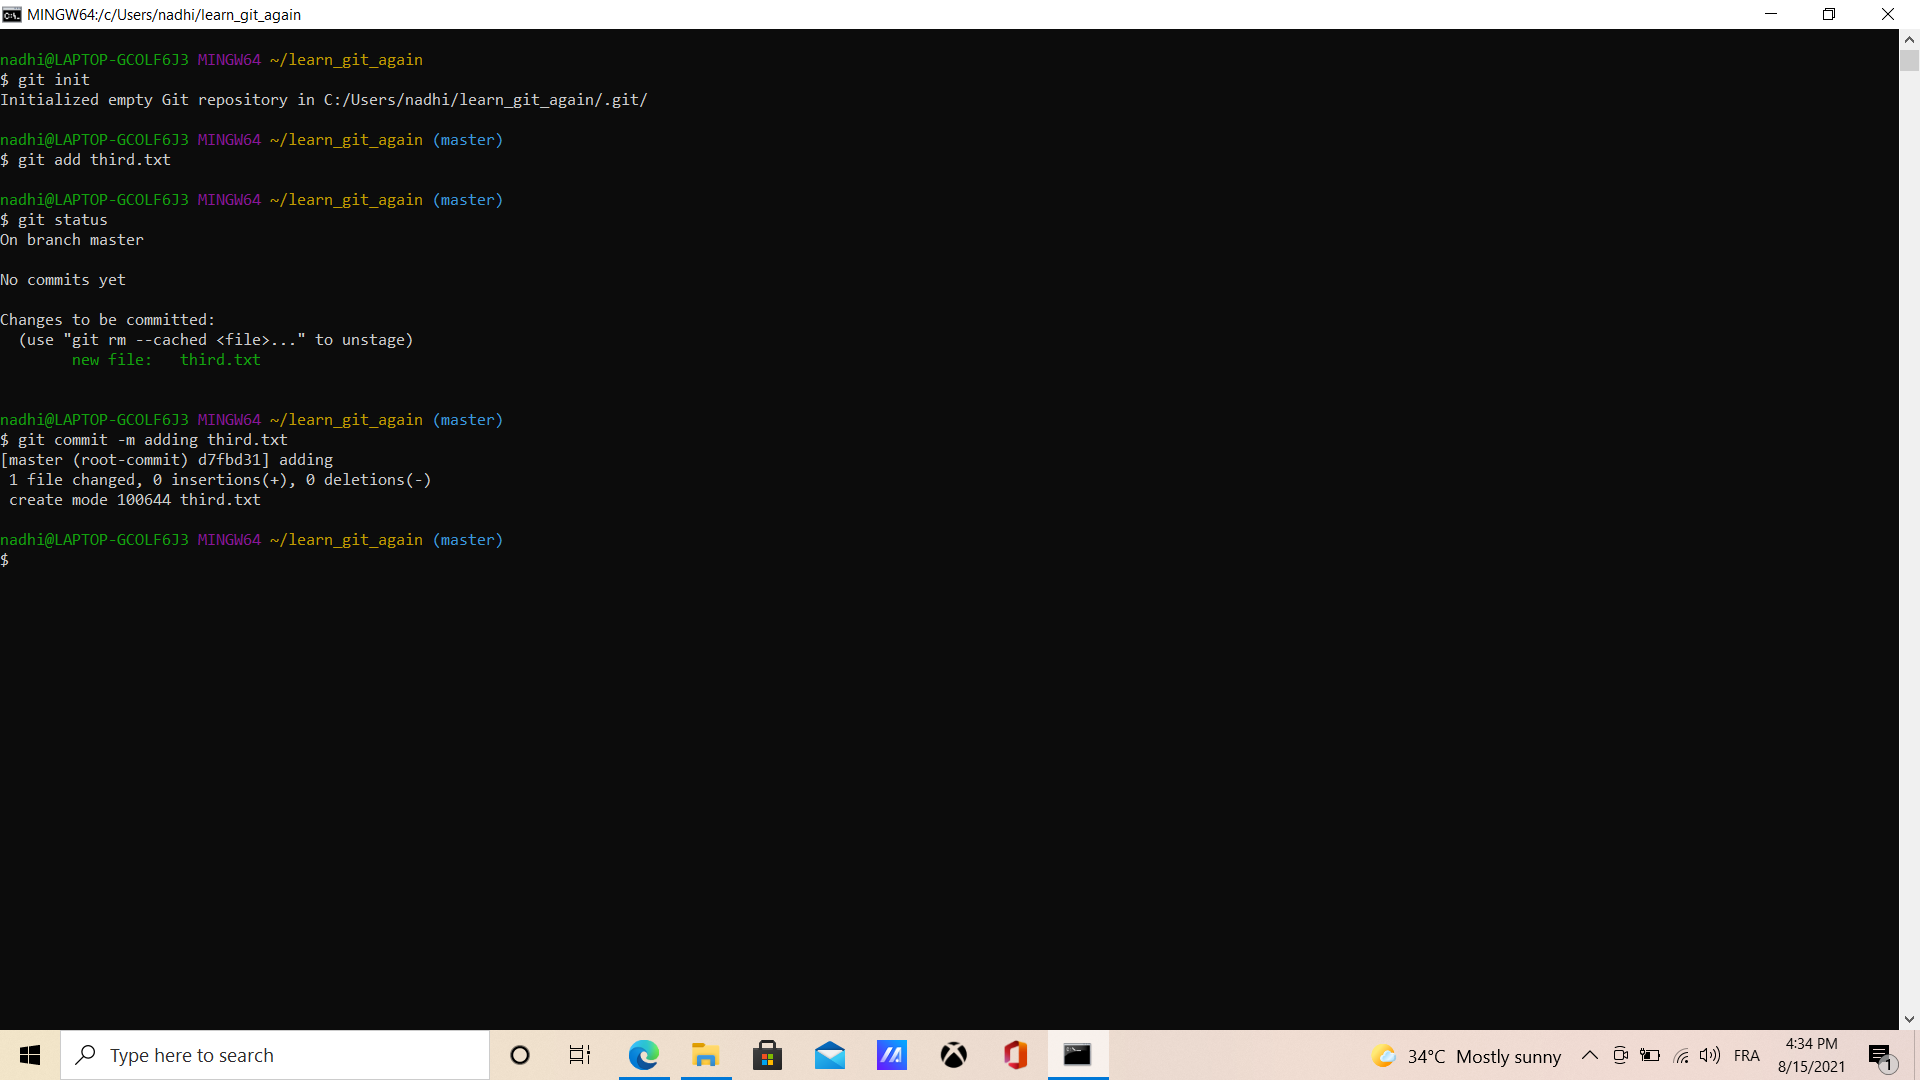 MINGW64:/c/Users/nadhi/learn_git_again
nadhi@LAPTOP-GCOLF6J3 MINGW64 ~/learn_git_again
$ git init
Initialized empty Git repository in C:/Users/nadhi/learn_git_again/.git/
nadhi@LAPTOP-GCOLF6J3 MINGW64 ~/learn_git_again (master)
$ git add third.txt
nadhi@LAPTOP-GCOLF6J3 MINGW64 ~/learn_git_again (master)
$ git status
On branch master
No commits yet
Changes to be committed:
  (use "git rm --cached <file>..." to unstage)
        new file:   third.txt
nadhi@LAPTOP-GCOLF6J3 MINGW64 ~/learn_git_again (master)
$ git commit -m adding third.txt
[master (root-commit) d7fbd31] adding
 1 file changed, 0 insertions(+), 0 deletions(-)
 create mode 100644 third.txt
nadhi@LAPTOP-GCOLF6J3 MINGW64 ~/learn_git_again (master)
$
Type here to search
34°C Mostly sunny
FRA
4:34 PM
8/15/2021
1